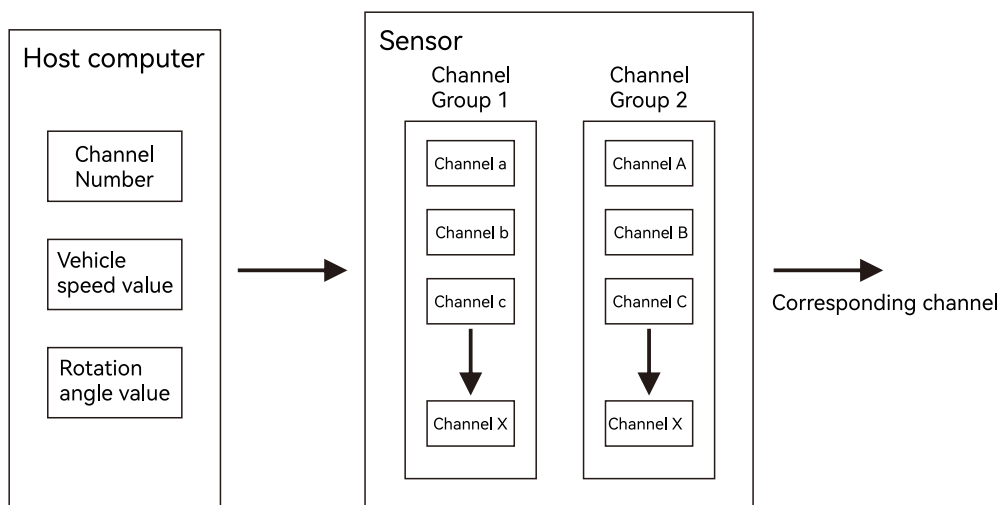 Host computer
Channel
Number
Vehicle
speed value
Rotation
angle value
Sensor
Channel
Group 1
Channel a
Channel b
Channel c
Channel X
Channel
Group 2
Channel A
Channel B
Channel C
Channel X
Corresponding channel